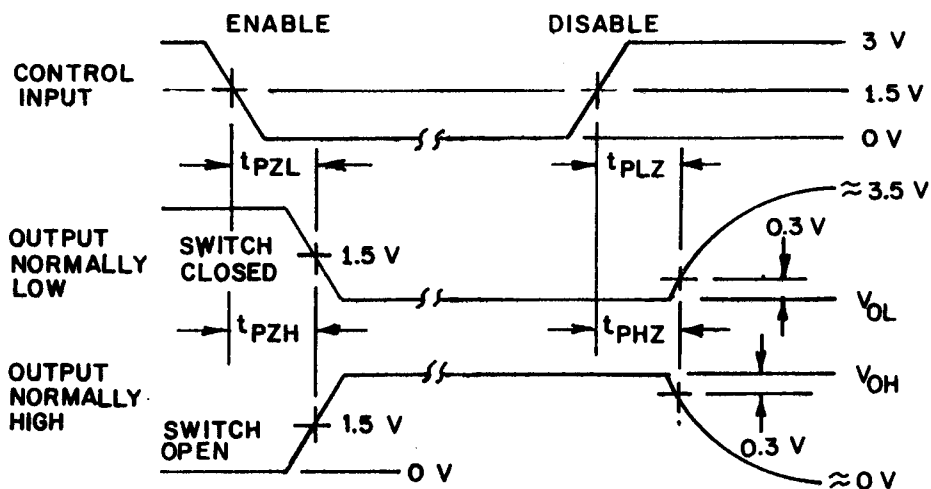 ENABLE
DISABLE
CONTROL
INPUT
3 V
1.5 V
0 V
tPZL
tPLZ
≈ 3.5 V
0.3 V
OUTPUT
NORMALLY
LOW
SWITCH
CLOSED
1.5 V
VOL
tPZH
tPHZ
OUTPUT
NORMALLY
HIGH
VOH
SWITCH
OPEN
1.5 V
0.3 V
0 V
≈ 0 V